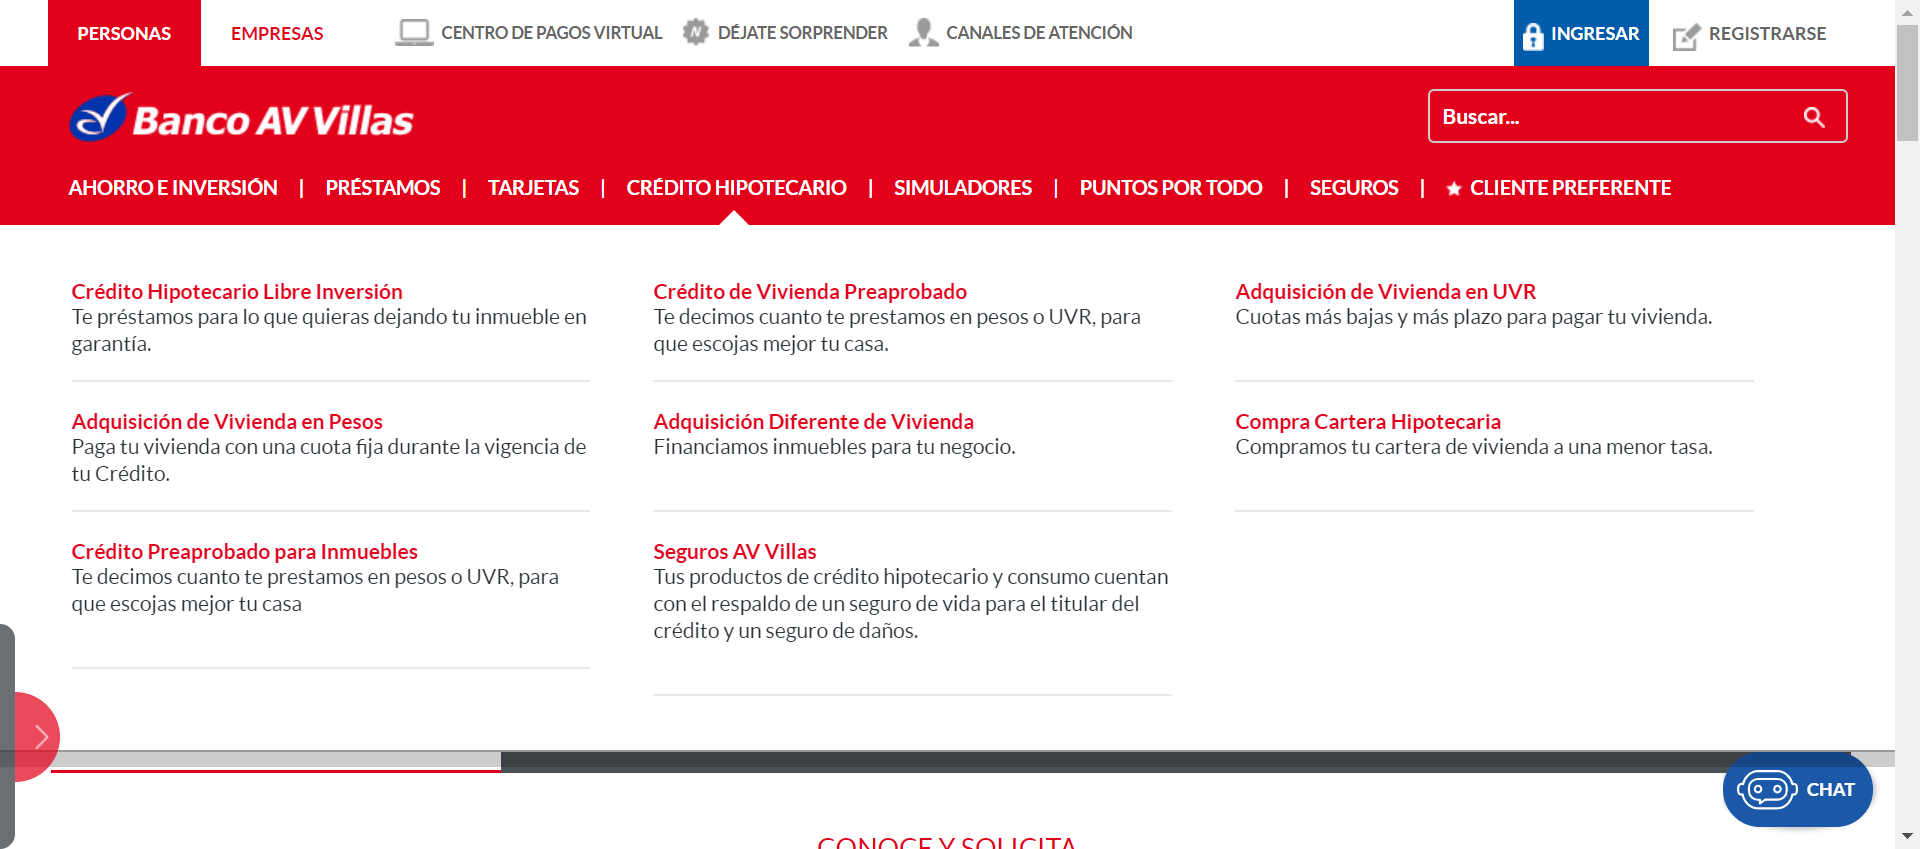 PERSONAS
EMPRESAS
CENTRO DE PAGOS VIRTUAL
DÉJATE SORPRENDER
CANALES DE ATENCIÓN
INGRESAR
REGISTRARSE
Banco AV Villas
Buscar...
AHORRO E INVERSIÓN | PRÉSTAMOS | TARJETAS | CRÉDITO HIPOTECARIO | SIMULADORES | PUNTOS POR TODO | SEGUROS | CLIENTE PREFERENTE
Crédito Hipotecario Libre Inversión
Te préstamos para lo que quieras dejando tu inmueble en
garantía.
Crédito de Vivienda Preaprobado
Te decimos cuanto te prestamos en pesos o UVR, para
que escojas mejor tu casa.
Adquisición de Vivienda en UVR
Cuotas más bajas y más plazo para pagar tu vivienda.
Adquisición de Vivienda en Pesos
Paga tu vivienda con una cuota fija durante la vigencia de
tu Crédito.
Adquisición Diferente de Vivienda
Financiamos inmuebles para tu negocio.
Compra Cartera Hipotecaria
Compramos tu cartera de vivienda a una menor tasa.
Crédito Preaprobado para Inmuebles
Te decimos cuanto te prestamos en pesos o UVR, para
que escojas mejor tu casa
Seguros AV Villas
Tus productos de crédito hipotecario y consumo cuentan
con el respaldo de un seguro de vida para el titular del
crédito y un seguro de daños.
CHAT
CONOCE Y SOLICITA